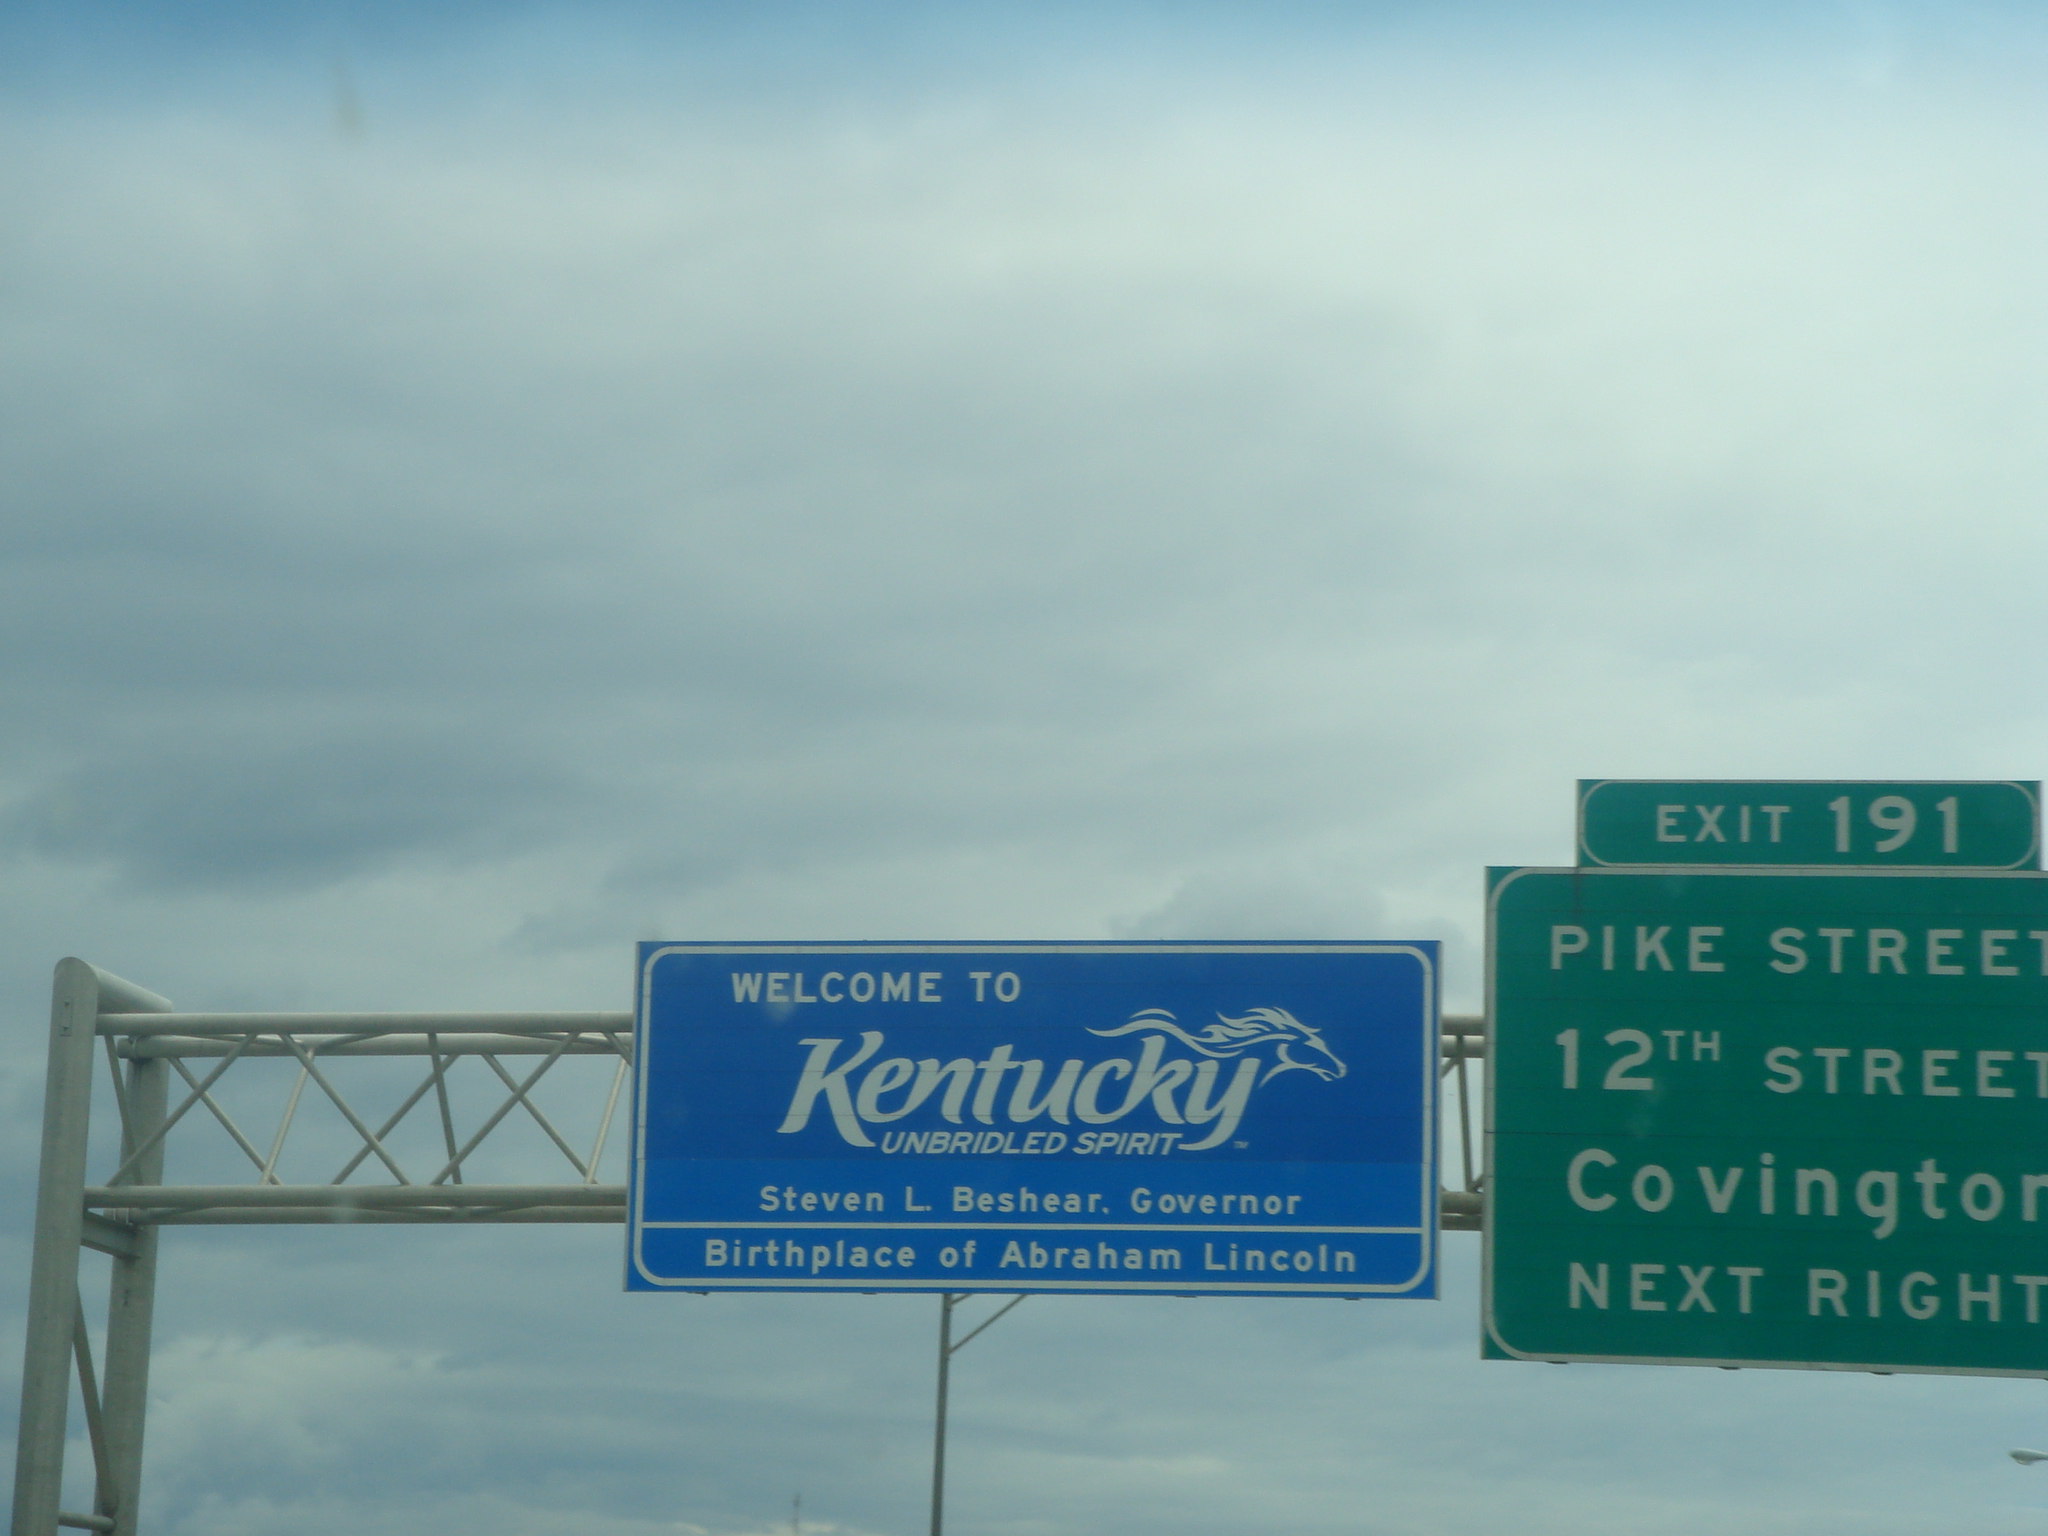 WELCOME TO
Kentucky
UNBRIDLED SPIRIT™
Steven L. Beshear, Governor
Birthplace of Abraham Lincoln
EXIT 191
PIKE STREET
12TH STREET
Covington
NEXT RIGHT